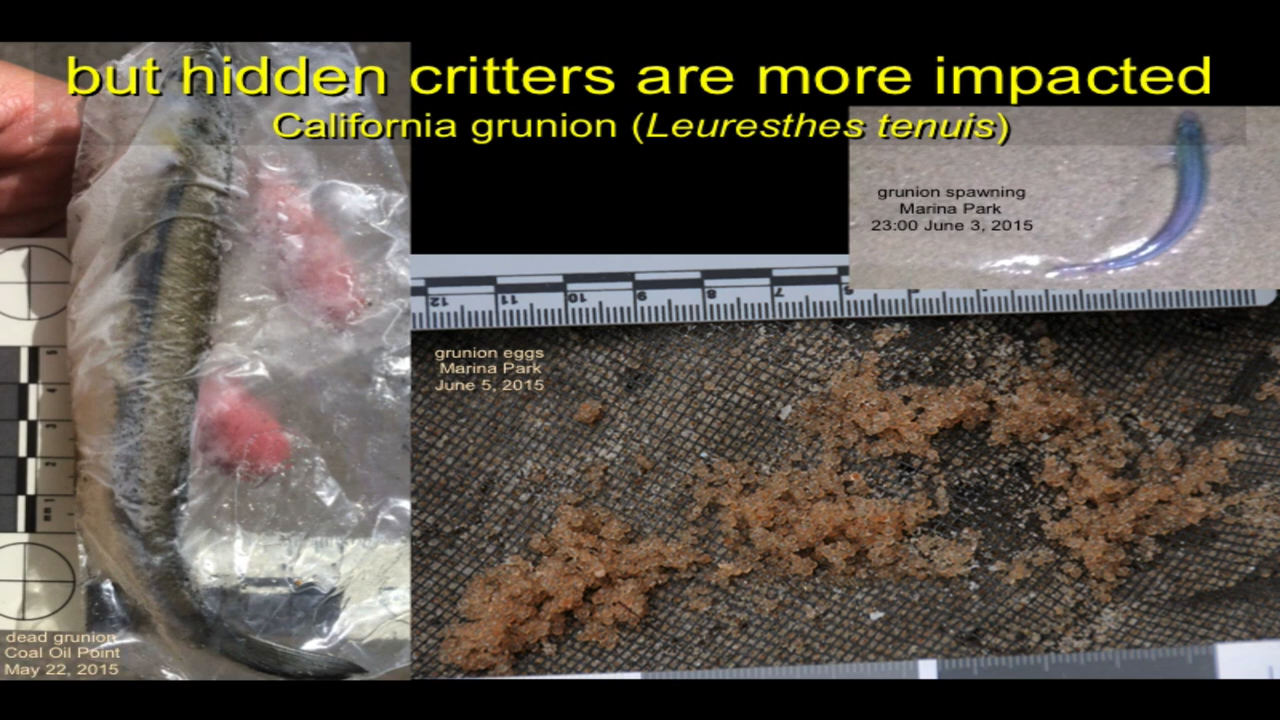 but hidden critters are more impacted
California grunion (Leuresthes tenuis)
grunion spawning
Marina Park
23:00 June 3, 2015
12 11 10 9 8 7
grunion eggs
Marina Park
June 5, 2015
dead grunion
Coal Oil Point
May 22, 2015